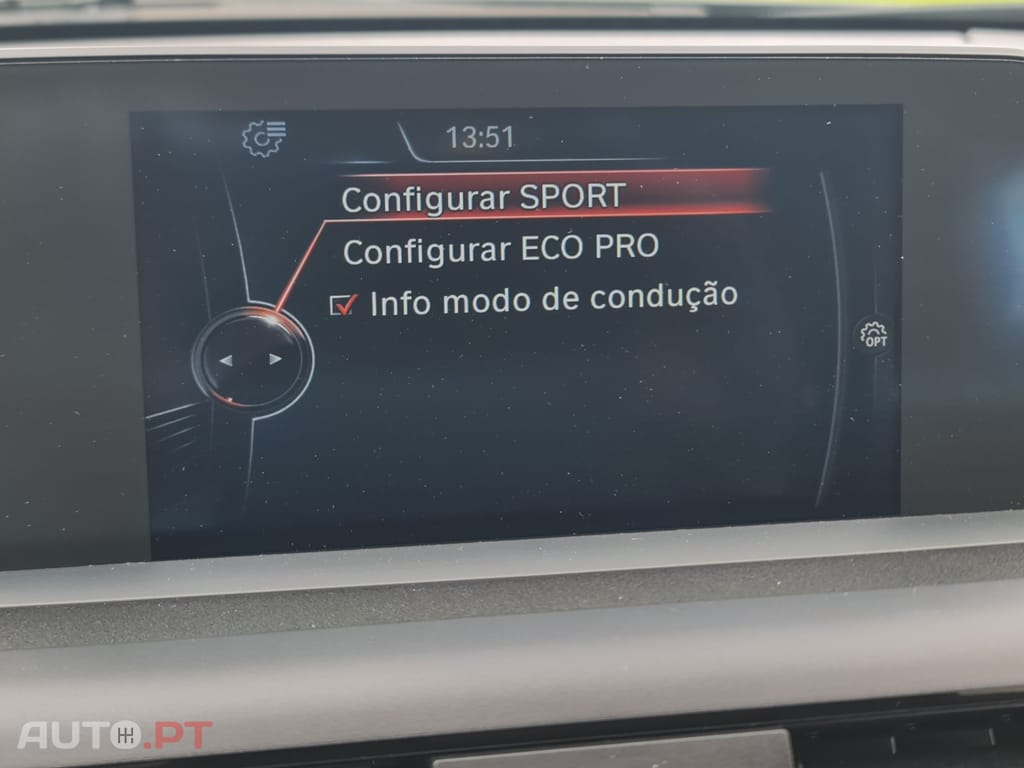 13:51
Configurar SPORT
Configurar ECO PRO
Info modo de condução
OPT
AUTO.PT